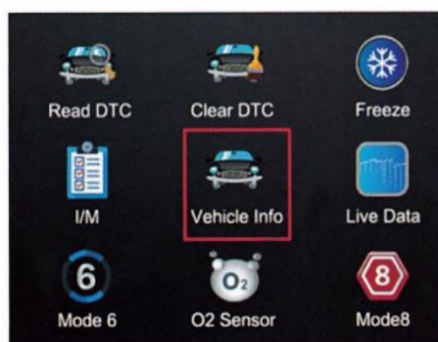 Read DTC
Clear DTC
Freeze
I/M
Vehicle Info
Live Data
6
O2
8
Mode 6
O2 Sensor
Mode8